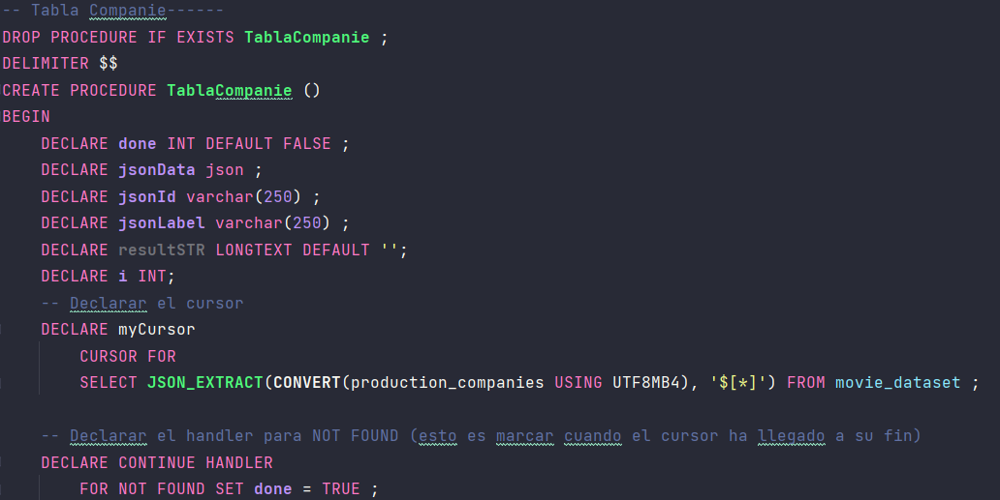 -- Tabla Companie------
DROP PROCEDURE IF EXISTS TablaCompanie ;
DELIMITER $$
CREATE PROCEDURE TablaCompanie ()
BEGIN
    DECLARE done INT DEFAULT FALSE ;
    DECLARE jsonData json ;
    DECLARE jsonId varchar(250) ;
    DECLARE jsonLabel varchar(250) ;
    DECLARE resultSTR LONGTEXT DEFAULT '';
    DECLARE i INT;
    -- Declarar el cursor
    DECLARE myCursor
        CURSOR FOR
        SELECT JSON_EXTRACT(CONVERT(production_companies USING UTF8MB4), '$[*]') FROM movie_dataset ;
    -- Declarar el handler para NOT FOUND (esto es marcar cuando el cursor ha llegado a su fin)
    DECLARE CONTINUE HANDLER
        FOR NOT FOUND SET done = TRUE ;